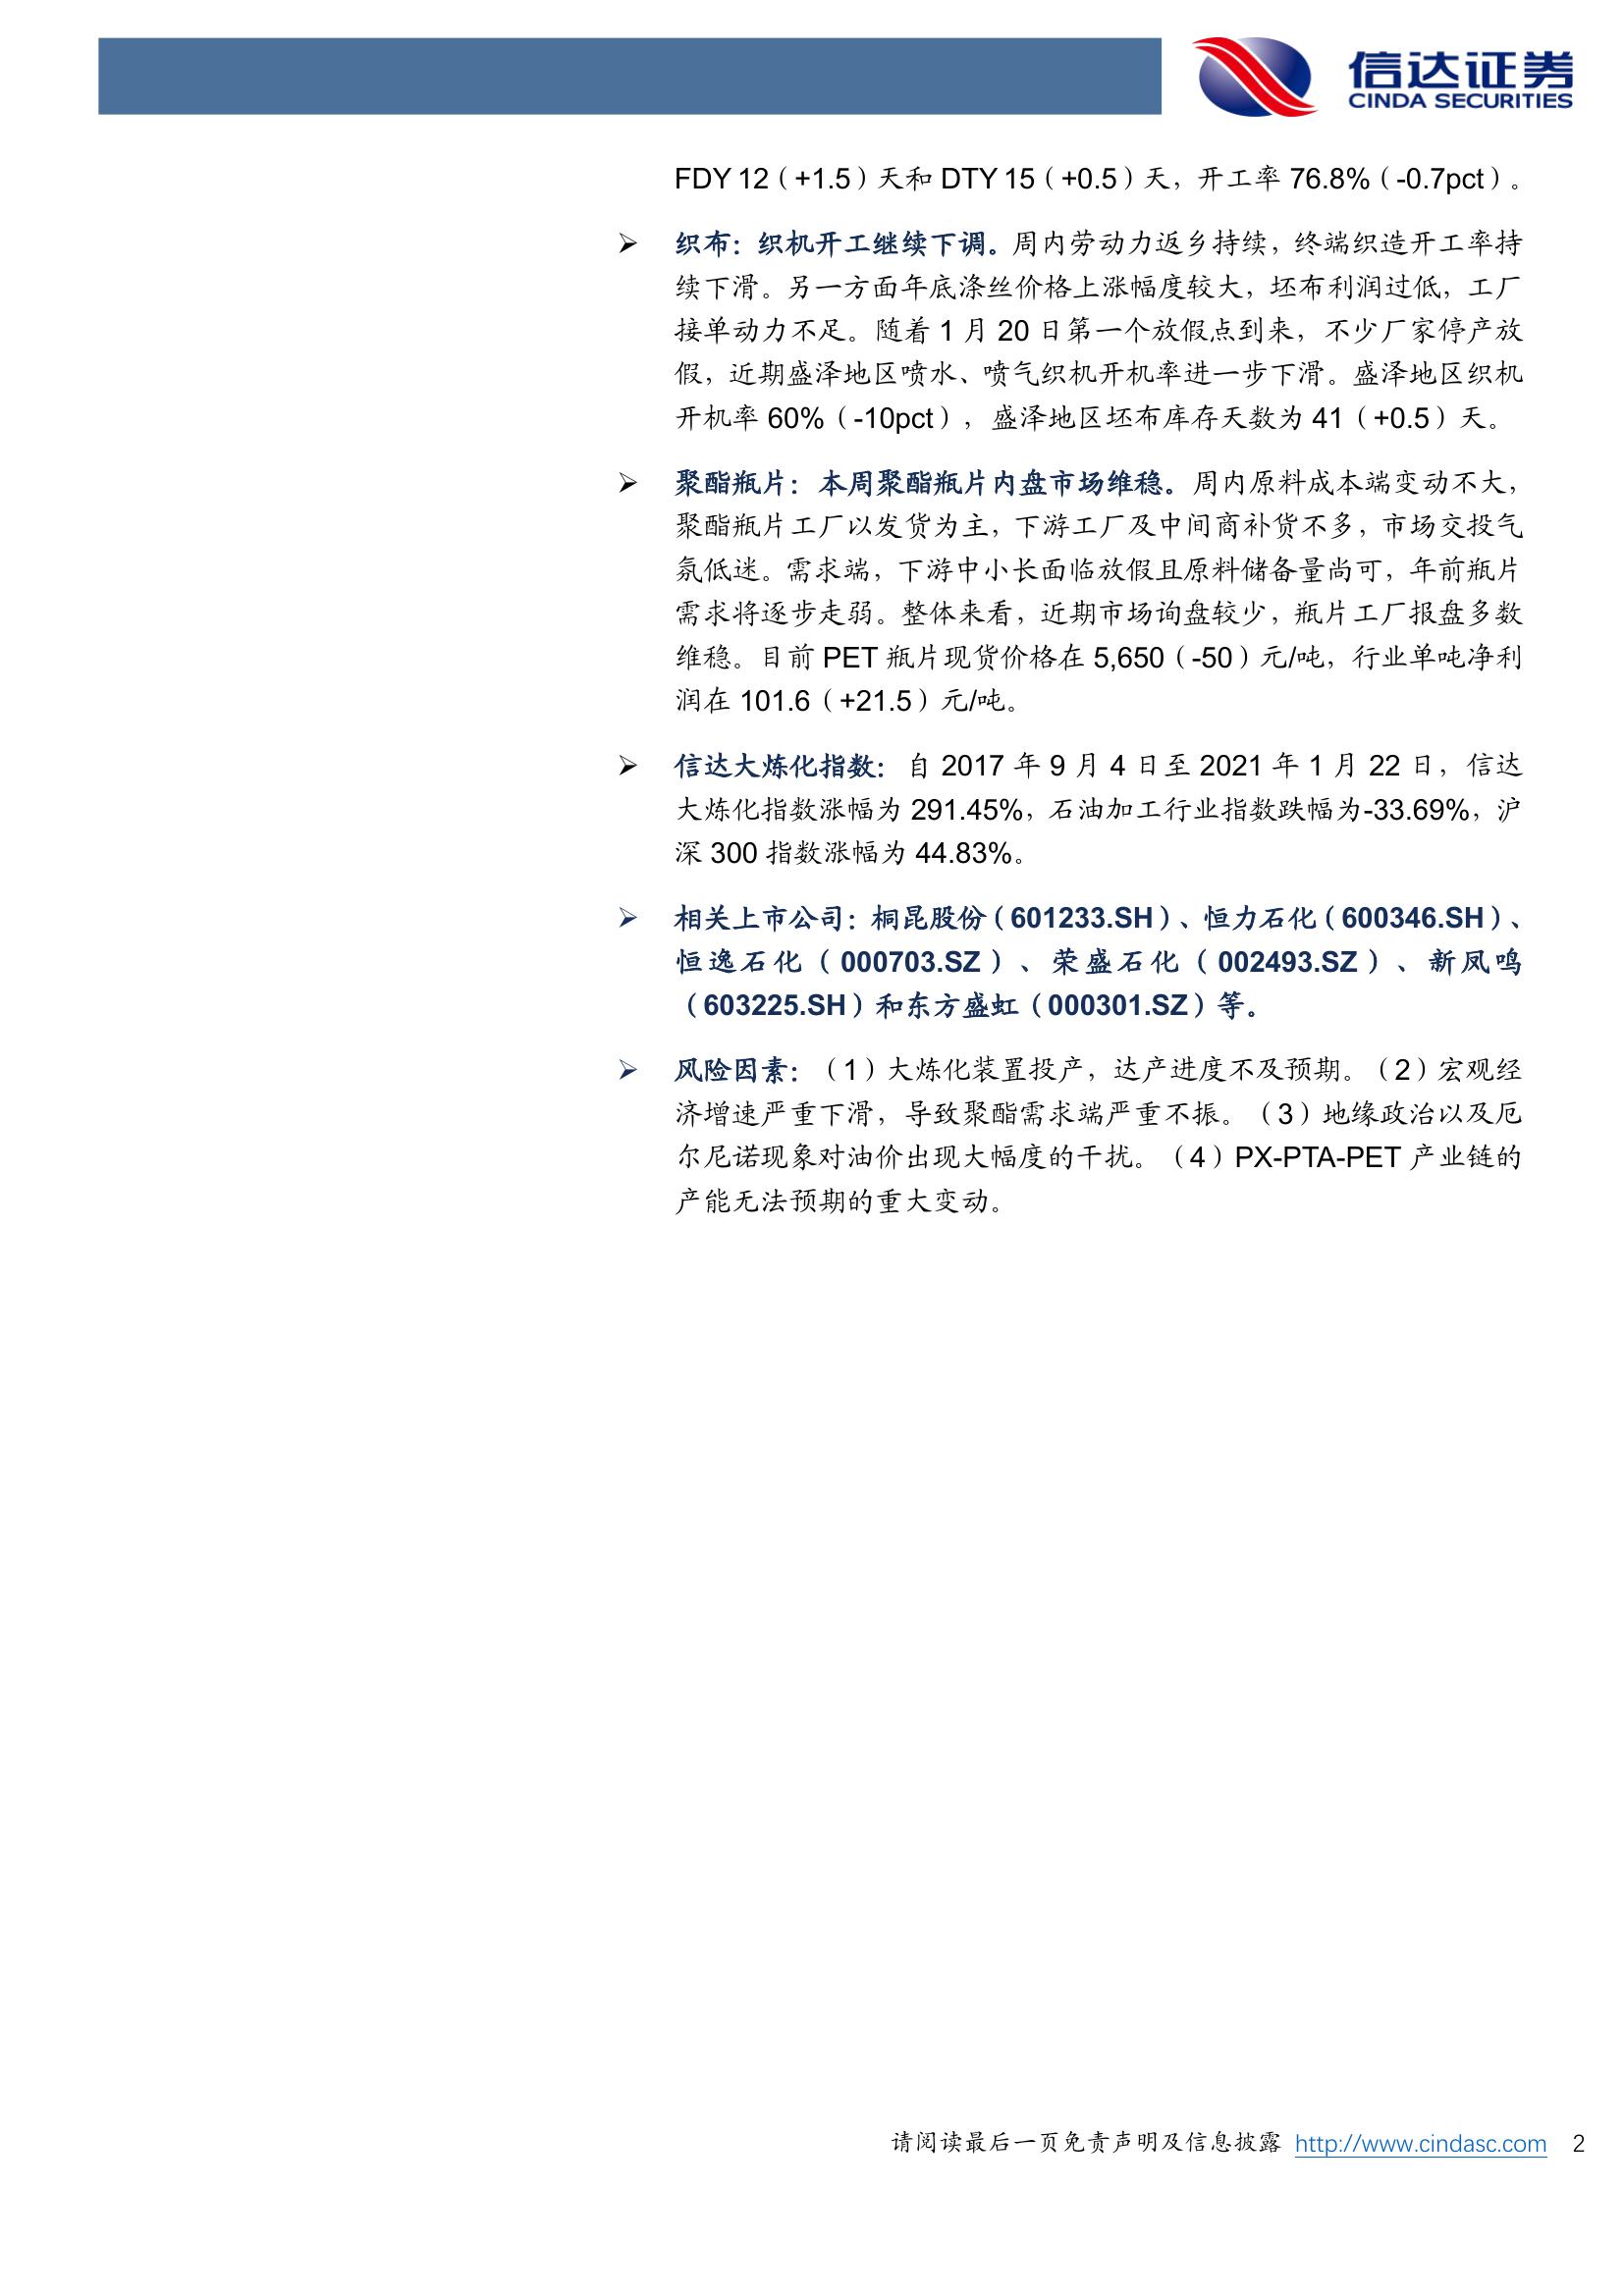 信达证券
CINDA SECURITIES
FDY 12（+1.5）天和 DTY 15（+0.5）天，开工率 76.8%（-0.7pct）。
➢ 织布：织机开工继续下调。周内劳动力返乡持续，终端织造开工率持
续下滑。另一方面年底涤丝价格上涨幅度较大，坯布利润过低，工厂
接单动力不足。随着 1 月 20 日第一个放假点到来，不少厂家停产放
假，近期盛泽地区喷水、喷气织机开机率进一步下滑。盛泽地区织机
开机率 60%（-10pct），盛泽地区坯布库存天数为 41（+0.5）天。
➢ 聚酯瓶片：本周聚酯瓶片内盘市场维稳。周内原料成本端变动不大，
聚酯瓶片工厂以发货为主，下游工厂及中间商补货不多，市场交投气
氛低迷。需求端，下游中小长面临放假且原料储备量尚可，年前瓶片
需求将逐步走弱。整体来看，近期市场询盘较少，瓶片工厂报盘多数
维稳。目前 PET 瓶片现货价格在 5,650（-50）元/吨，行业单吨净利
润在 101.6（+21.5）元/吨。
➢ 信达大炼化指数：自 2017 年 9 月 4 日至 2021 年 1 月 22 日，信达
大炼化指数涨幅为 291.45%，石油加工行业指数跌幅为-33.69%，沪
深 300 指数涨幅为 44.83%。
➢ 相关上市公司：桐昆股份（601233.SH）、恒力石化（600346.SH）、
恒逸石化（000703.SZ）、荣盛石化（002493.SZ）、新凤鸣
（603225.SH）和东方盛虹（000301.SZ）等。
➢ 风险因素：（1）大炼化装置投产，达产进度不及预期。（2）宏观经
济增速严重下滑，导致聚酯需求端严重不振。（3）地缘政治以及厄
尔尼诺现象对油价出现大幅度的干扰。（4）PX-PTA-PET 产业链的
产能无法预期的重大变动。
请阅读最后一页免责声明及信息披露 http://www.cindasc.com 2